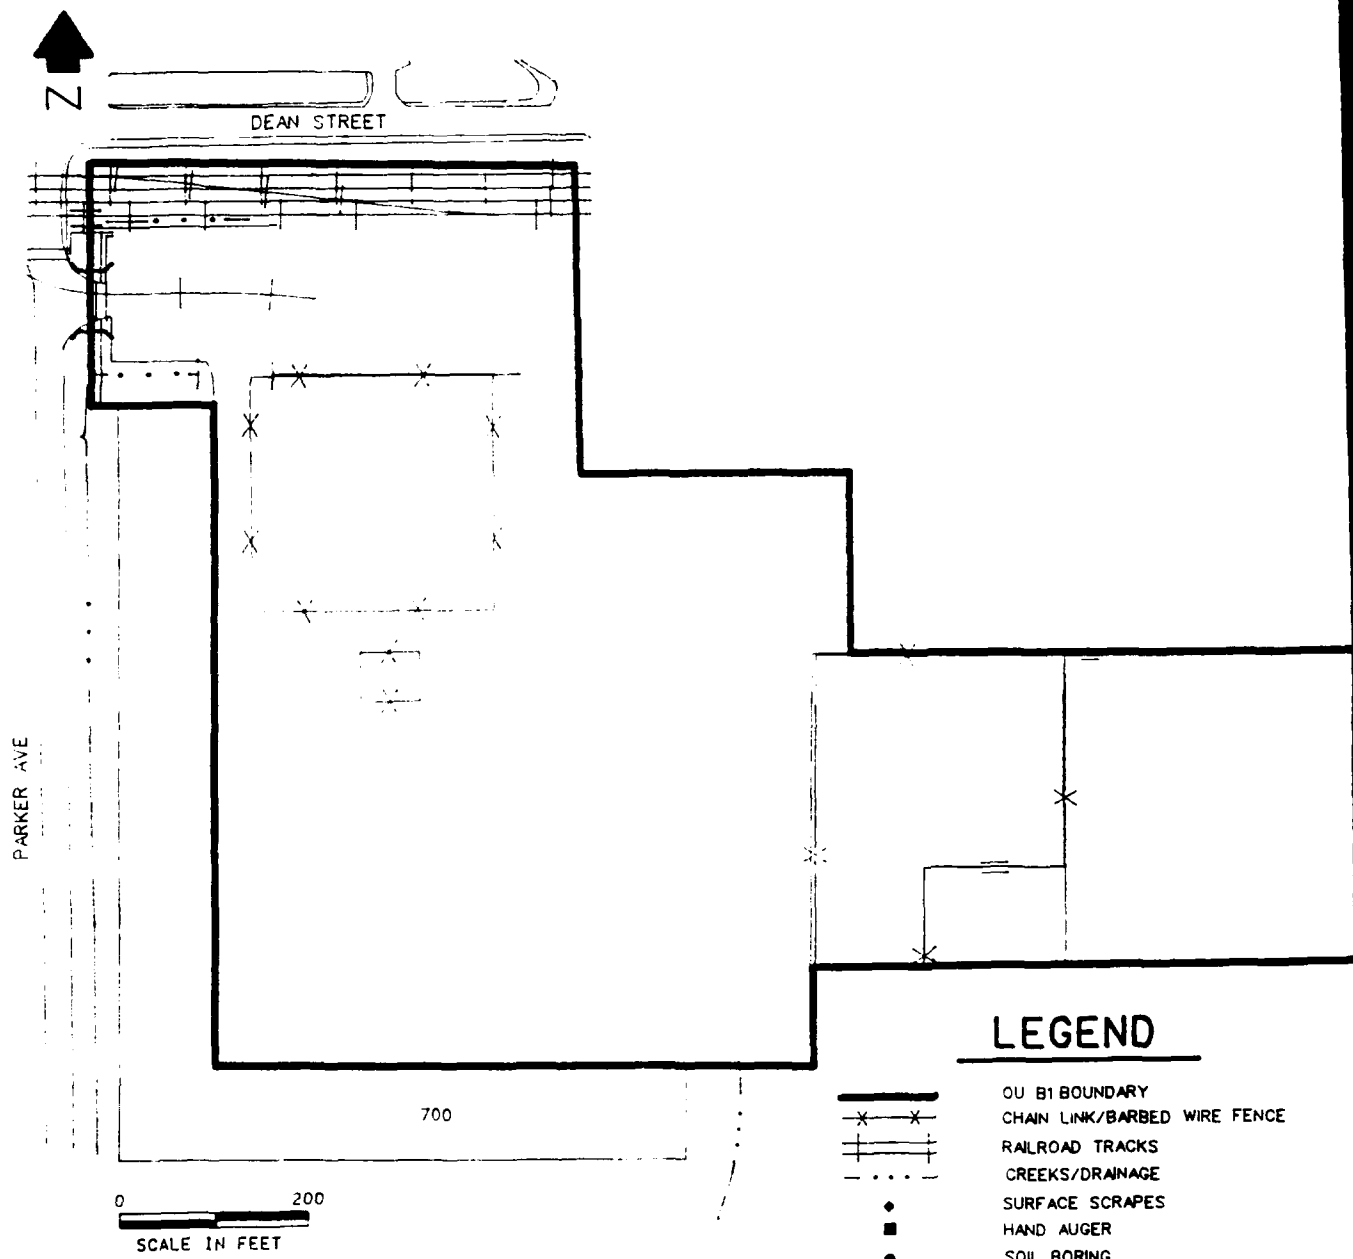 N
DEAN STREET
PARKER AVE
700
0 200
SCALE IN FEET
LEGEND
OU B1 BOUNDARY
CHAIN LINK/BARBED WIRE FENCE
RAILROAD TRACKS
CREEKS/DRAINAGE
SURFACE SCRAPES
HAND AUGER
SOIL BORING